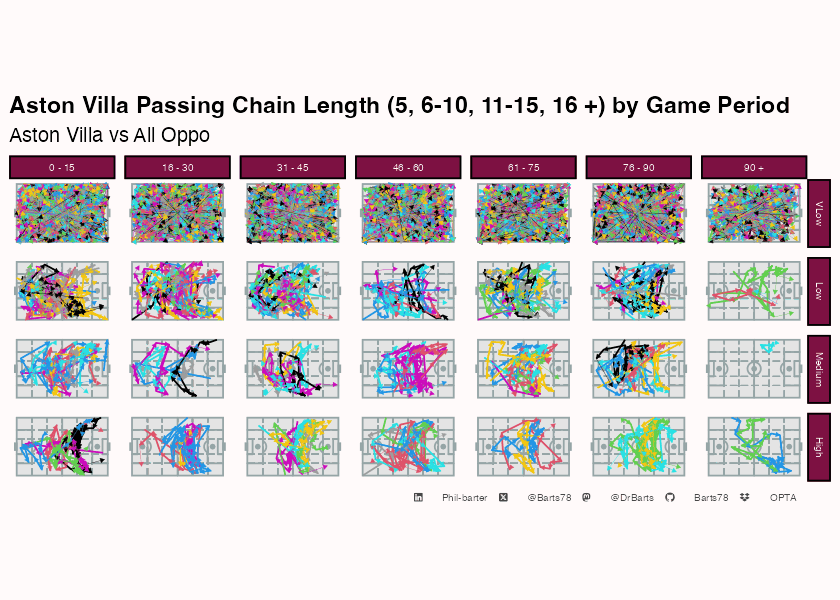 Aston Villa Passing Chain Length (5, 6-10, 11-15, 16 +) by Game Period
Aston Villa vs All Oppo
0 - 15 16 - 30 31 - 45 46 - 60 61 - 75 76 - 90 90 +
VLow
Low
Medium
High
Phil-barter @Barts78 @DrBarts Barts78 OPTA